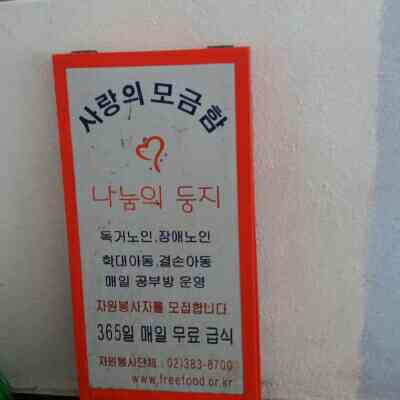 사랑의 모금함
나눔의 둥지
독거노인,장애노인
학대아동,결손아동
매일 공부방 운영
자원봉사자를 모집합니다
365일 매일 무료 급식
자원봉사단체 : 02)383-8700
www.freefood.or.kr